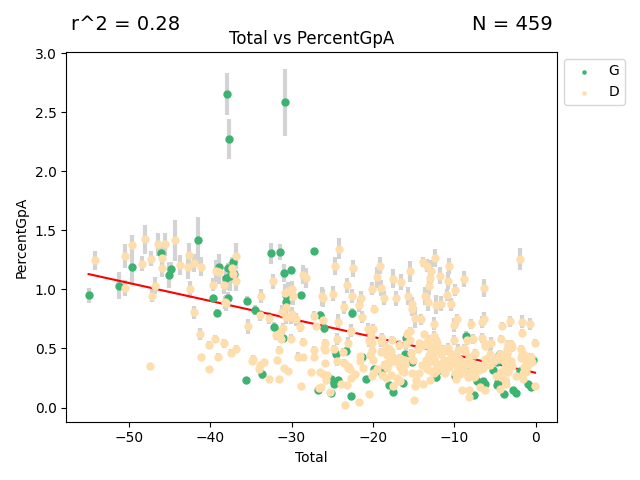 r^2 = 0.28 N = 459
Total vs PercentGpA
3.0
2.5
2.0
1.5
1.0
0.5
0.0
PercentGpA
−50 −40 −30 −20 −10 0
Total
G
D